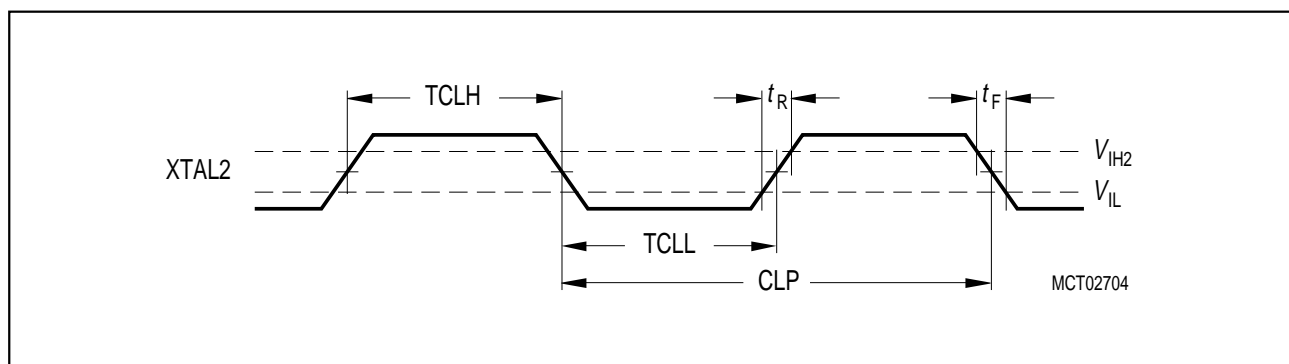 TCLH
tR
tF
XTAL2
VIH2
VIL
TCLL
CLP
MCT02704